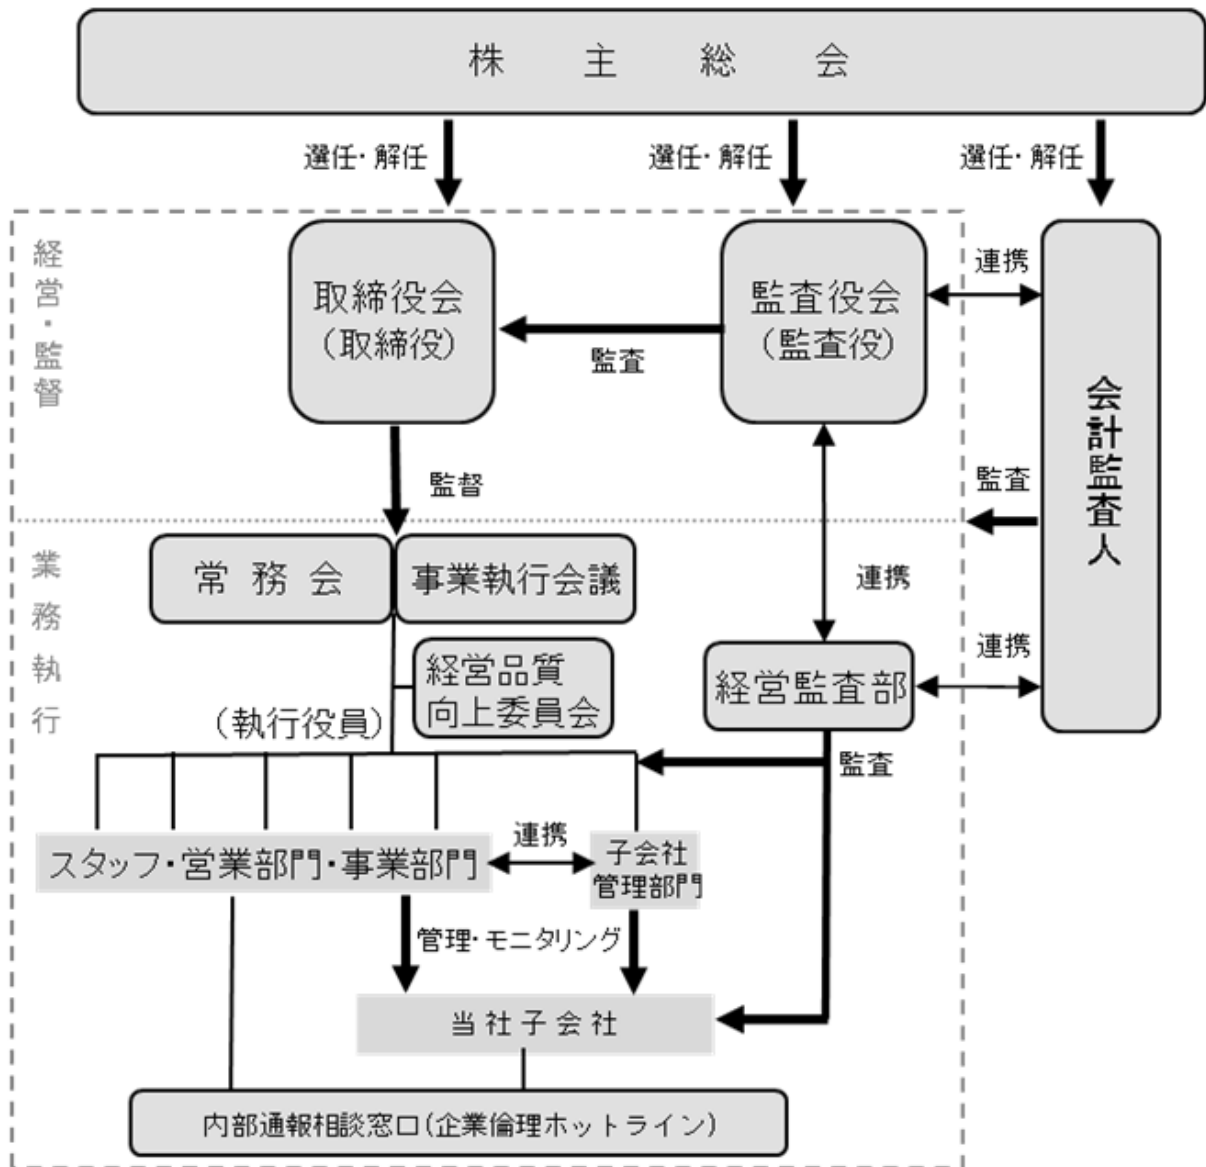 株主総会
選任・解任
選任・解任
選任・解任
経営・監督
取締役会
(取締役)
監査役会
(監査役)
連携
監査
会計監査人
監督
監査
業務執行
常務会
事業執行会議
連携
経営品質
向上委員会
経営監査部
連携
(執行役員)
監査
スタッフ・営業部門・事業部門
連携
子会社
管理部門
管理・モニタリング
当社子会社
内部通報相談窓口(企業倫理ホットライン)